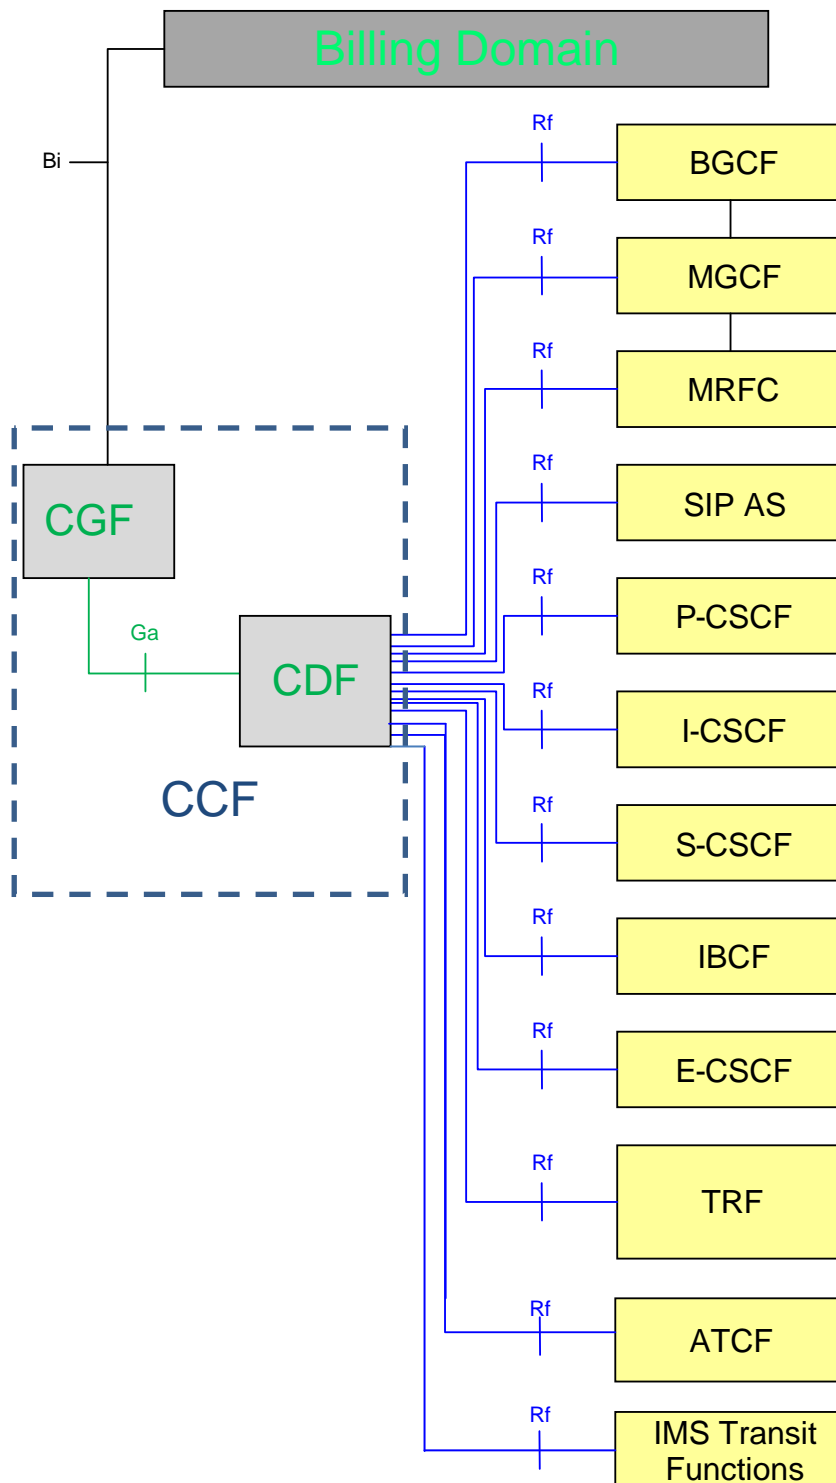 Billing Domain
Rf
BGCF
Bi
Rf
MGCF
Rf
MRFC
Rf
SIP AS
CGF
Rf
P-CSCF
Ga
CDF
Rf
I-CSCF
CCF
Rf
S-CSCF
Rf
IBCF
Rf
E-CSCF
Rf
TRF
Rf
ATCF
Rf
IMS Transit
Functions